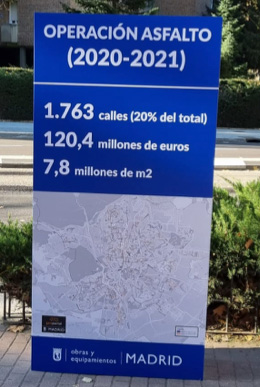 OPERACIÓN ASFALTO
(2020-2021)
1.763 calles (20% del total)
120,4 millones de euros
7,8 millones de m2
obras y
equipamientos
MADRID